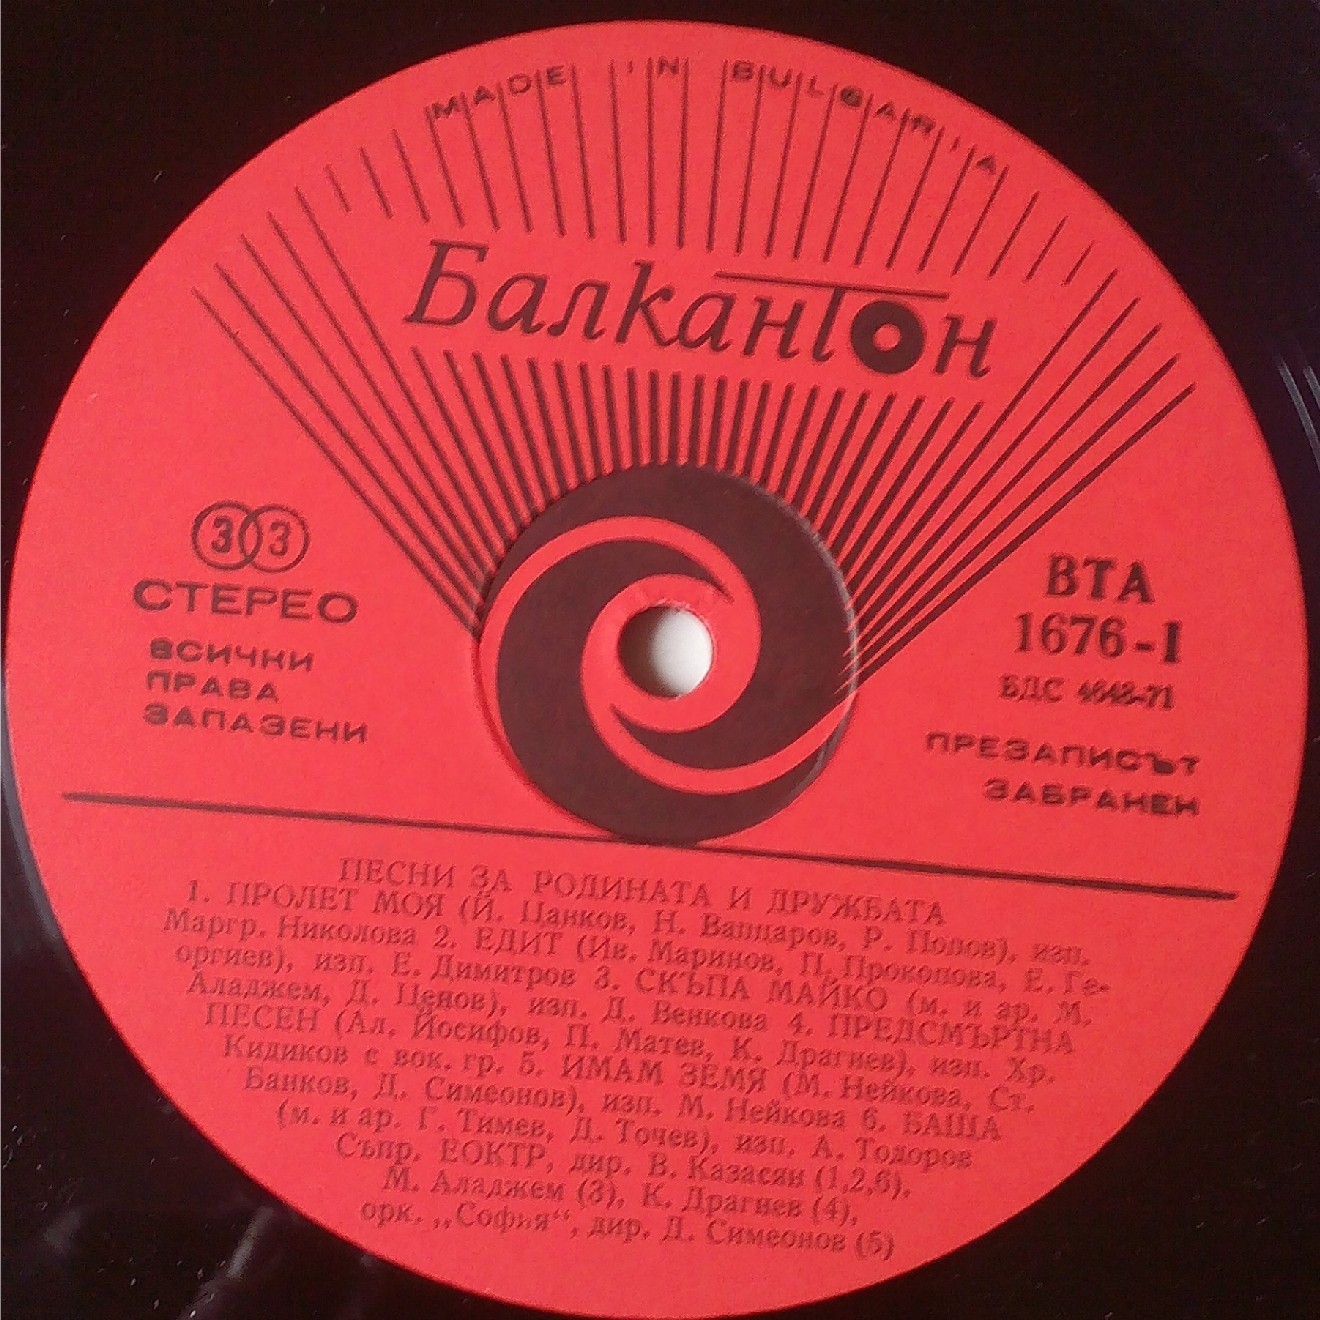 MADE IN BULGARIA
Балкантон
33
СТЕРЕО
ВСИЧКИ
ПРАВА
ЗАПАЗЕНИ
ВТА
1676-I
БДС 4648-71
ПРЕЗАПИСЪТ
ЗАБРАНЕН
ПЕСНИ ЗА РОДИНАТА И ДРУЖБАТА
1. ПРОЛЕТ МОЯ (Й. Цанков, Н. Вапцаров, Р. Попов), изп.
Маргр. Николова 2. ЕДИТ (Ив. Маринов, П. Прокопова, Е. Ге-
оргиев), изп. Е. Димитров 3. СКЪПА МАЙКО (м. и ар. М.
Аладжем, Д. Ценов), изп. Д. Венкова 4. ПРЕДСМЪРТНА
ПЕСЕН (Ал. Йосифов, П. Матев, К. Драгиев), изп. Хр.
Кидиков с вок. гр. 5. ИМАМ ЗЕМЯ (М. Нейкова, Ст.
Банков, Д. Симеонов), изп. М. Нейкова 6. БАЩА
(м. и ар. Г. Тимев, Д. Точев), изп. А. Тодоров
Съпр. ЕОКТР, дир. В. Казасян (1,2,6),
М. Аладжем (3), К. Драгиев (4),
орк. „София“, дир. Д. Симеонов (5)